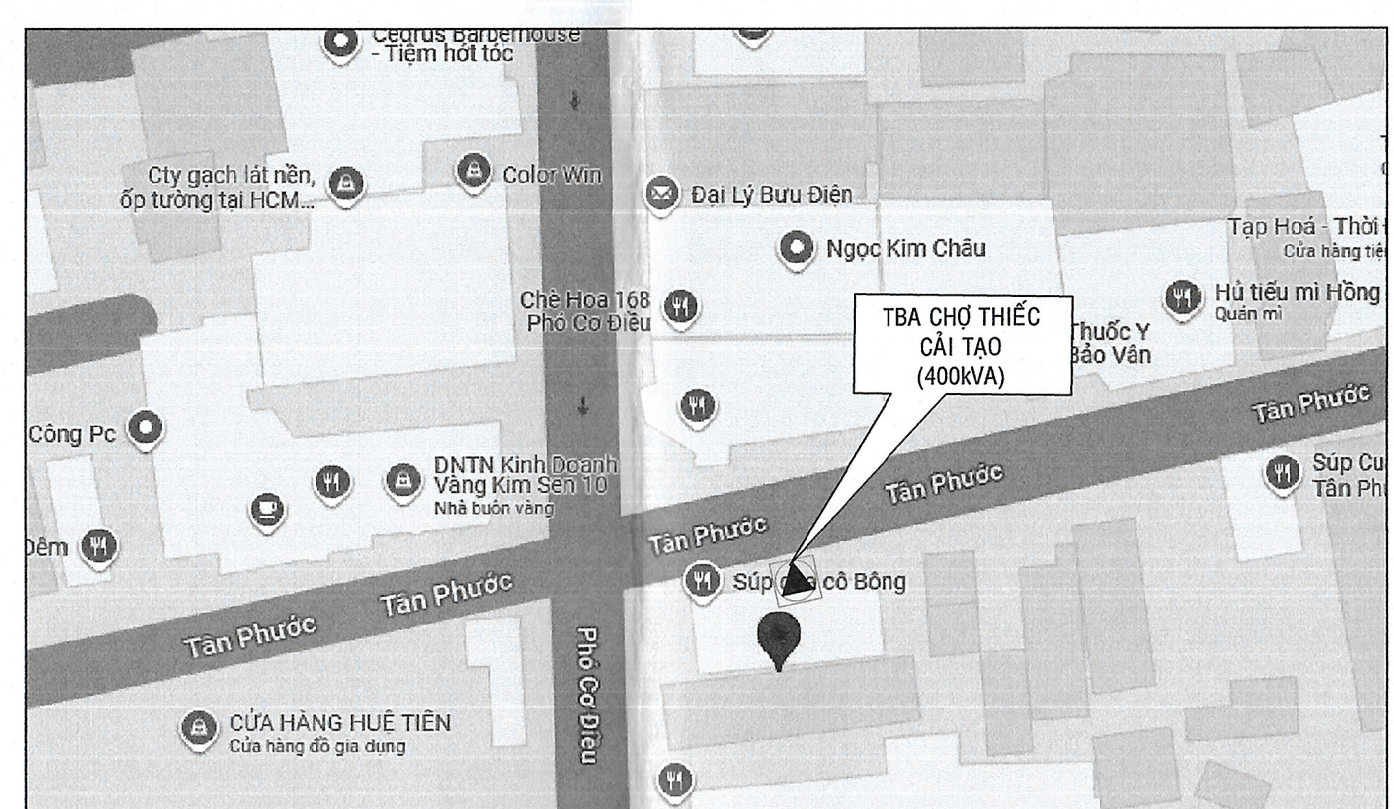 Cedrus Barberhouse
- Tiệm hớt tóc
Cty gạch lát nền,
ốp tường tại HCM...
Color Win
Đại Lý Bưu Điện
Ngọc Kim Châu
Tạp Hoá - Thời
Cửa hàng tiệ
Chè Hoa 168
Phó Cơ Điều
Hủ tiếu mì Hồng
Quán mì
TBA CHỢ THIẾC
CẢI TẠO
(400kVA)
Thuốc Y
Bảo Vân
Tân Phước
Công Pc
DNTN Kinh Doanh
Vàng Kim Sen 10
Nhà buôn vàng
Tân Phước
Súp Cu
Tân Ph
Đêm
Tân Phước
Súp cua cô Bông
Tân Phước
Tân Phước
Phó Cơ Điều
CỬA HÀNG HUỆ TIÊN
Cửa hàng đồ gia dụng